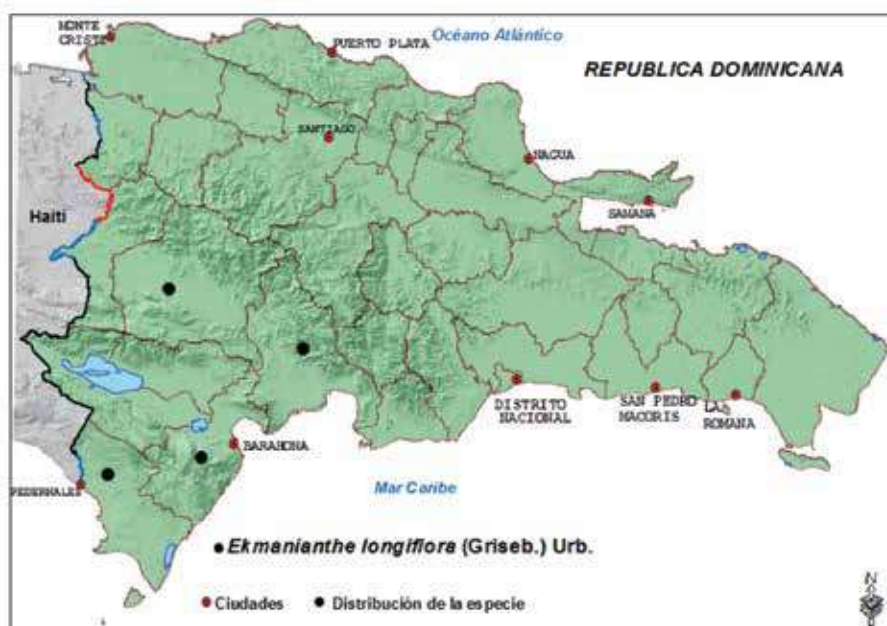 MONTE
CRISTI
PUERTO PLATA
Océano Atlántico
REPUBLICA DOMINICANA
SANTIAGO
NAGUA
SAMANA
Haití
DISTRITO
NACIONAL
SAN PEDRO
MACORIS
LA
ROMANA
BARAHONA
PEDERNALES
Mar Caribe
Ekmanianthe longiflora (Griseb.) Urb.
Ciudades
Distribución de la especie
N